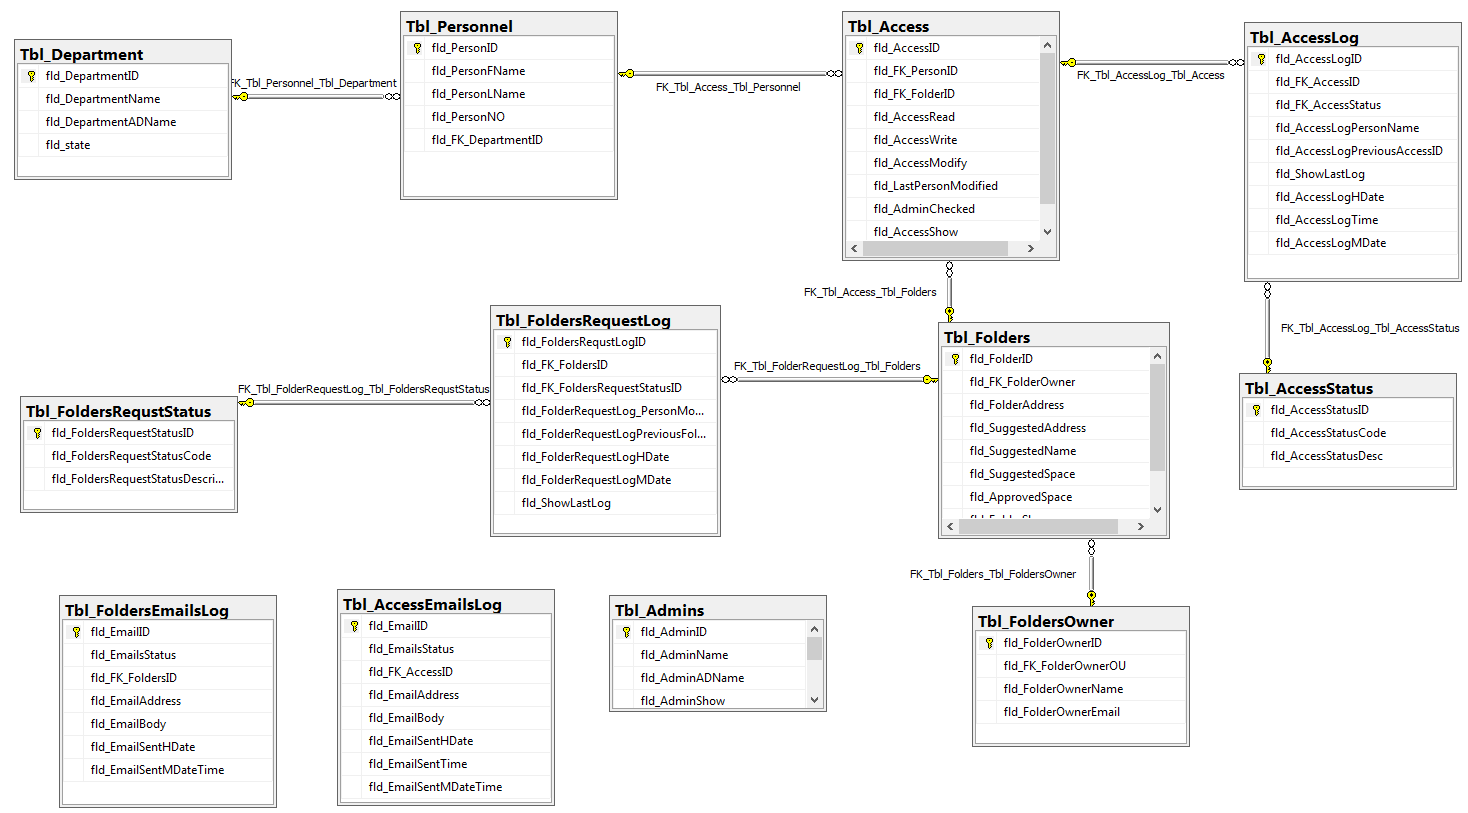 Tbl_Department
fld_DepartmentID
fld_DepartmentName
fld_DepartmentADName
fld_state
FK_Tbl_Personnel_Tbl_Department
Tbl_Personnel
fld_PersonID
fld_PersonFName
fld_PersonLName
fld_PersonNO
fld_FK_DepartmentID
FK_Tbl_Access_Tbl_Personnel
Tbl_Access
fld_AccessID
fld_FK_PersonID
fld_FK_FolderID
fld_AccessRead
fld_AccessWrite
fld_AccessModify
fld_LastPersonModified
fld_AdminChecked
fld_AccessShow
FK_Tbl_AccessLog_Tbl_Access
Tbl_AccessLog
fld_AccessLogID
fld_FK_AccessID
fld_FK_AccessStatus
fld_AccessLogPersonName
fld_AccessLogPreviousAccessID
fld_ShowLastLog
fld_AccessLogHDate
fld_AccessLogTime
fld_AccessLogMDate
FK_Tbl_Access_Tbl_Folders
FK_Tbl_AccessLog_Tbl_AccessStatus
Tbl_FoldersRequstStatus
fld_FoldersRequestStatusID
fld_FoldersRequestStatusCode
fld_FoldersRequestStatusDescri...
FK_Tbl_FolderRequestLog_Tbl_FoldersRequstStatus
Tbl_FoldersRequestLog
fld_FoldersRequstLogID
fld_FK_FoldersID
fld_FK_FoldersRequestStatusID
fld_FolderRequestLog_PersonMo...
fld_FolderRequestLogPreviousFol...
fld_FolderRequestLogHDate
fld_FolderRequestLogMDate
fld_ShowLastLog
FK_Tbl_FolderRequestLog_Tbl_Folders
Tbl_Folders
fld_FolderID
fld_FK_FolderOwner
fld_FolderAddress
fld_SuggestedAddress
fld_SuggestedName
fld_SuggestedSpace
fld_ApprovedSpace
Tbl_AccessStatus
fld_AccessStatusID
fld_AccessStatusCode
fld_AccessStatusDesc
FK_Tbl_Folders_Tbl_FoldersOwner
Tbl_FoldersEmailsLog
fld_EmailID
fld_EmailsStatus
fld_FK_FoldersID
fld_EmailAddress
fld_EmailBody
fld_EmailSentHDate
fld_EmailSentMDateTime
Tbl_AccessEmailsLog
fld_EmailID
fld_EmailsStatus
fld_FK_AccessID
fld_EmailAddress
fld_EmailBody
fld_EmailSentHDate
fld_EmailSentTime
fld_EmailSentMDateTime
Tbl_Admins
fld_AdminID
fld_AdminName
fld_AdminADName
fld_AdminShow
Tbl_FoldersOwner
fld_FolderOwnerID
fld_FK_FolderOwnerOU
fld_FolderOwnerName
fld_FolderOwnerEmail